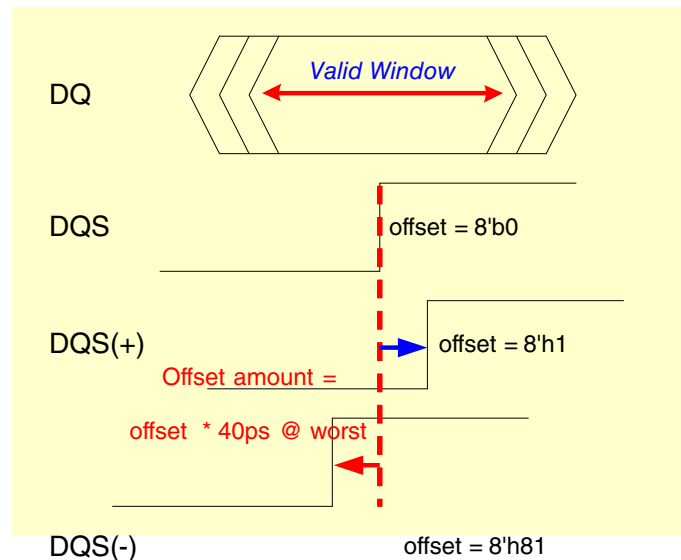 Valid Window
DQ
DQS
offset = 8'b0
DQS(+)
offset = 8'h1
Offset amount =
offset * 40ps @ worst
DQS(-)
offset = 8'h81